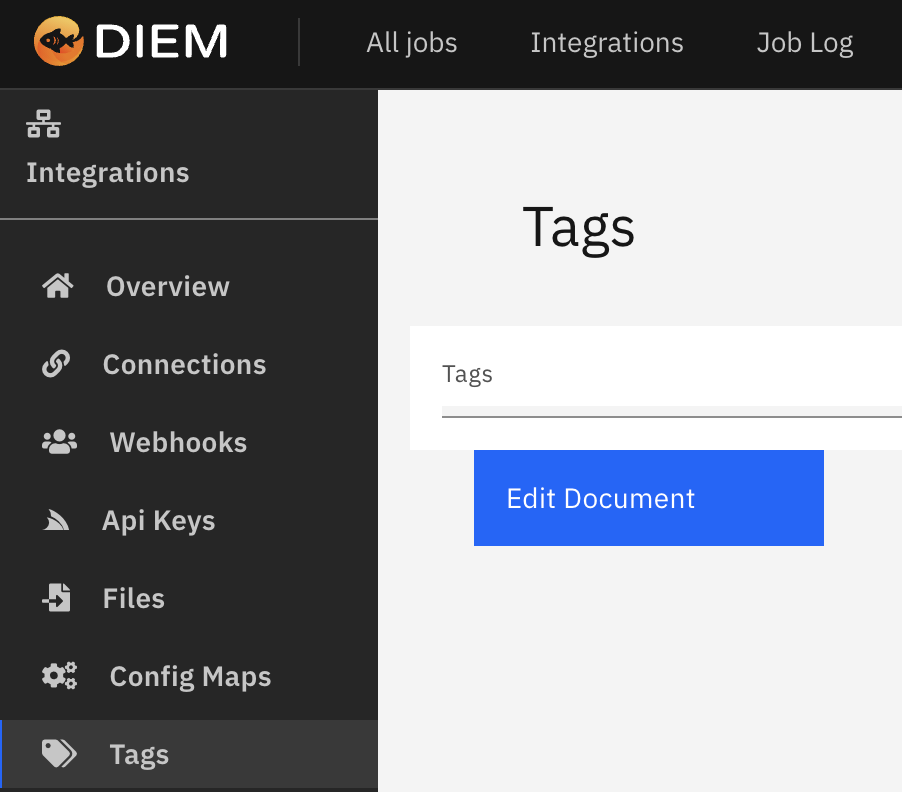 DIEM
All jobs
Integrations
Job Log
Integrations
Overview
Connections
Webhooks
Api Keys
Files
Config Maps
Tags
Tags
Tags
Edit Document